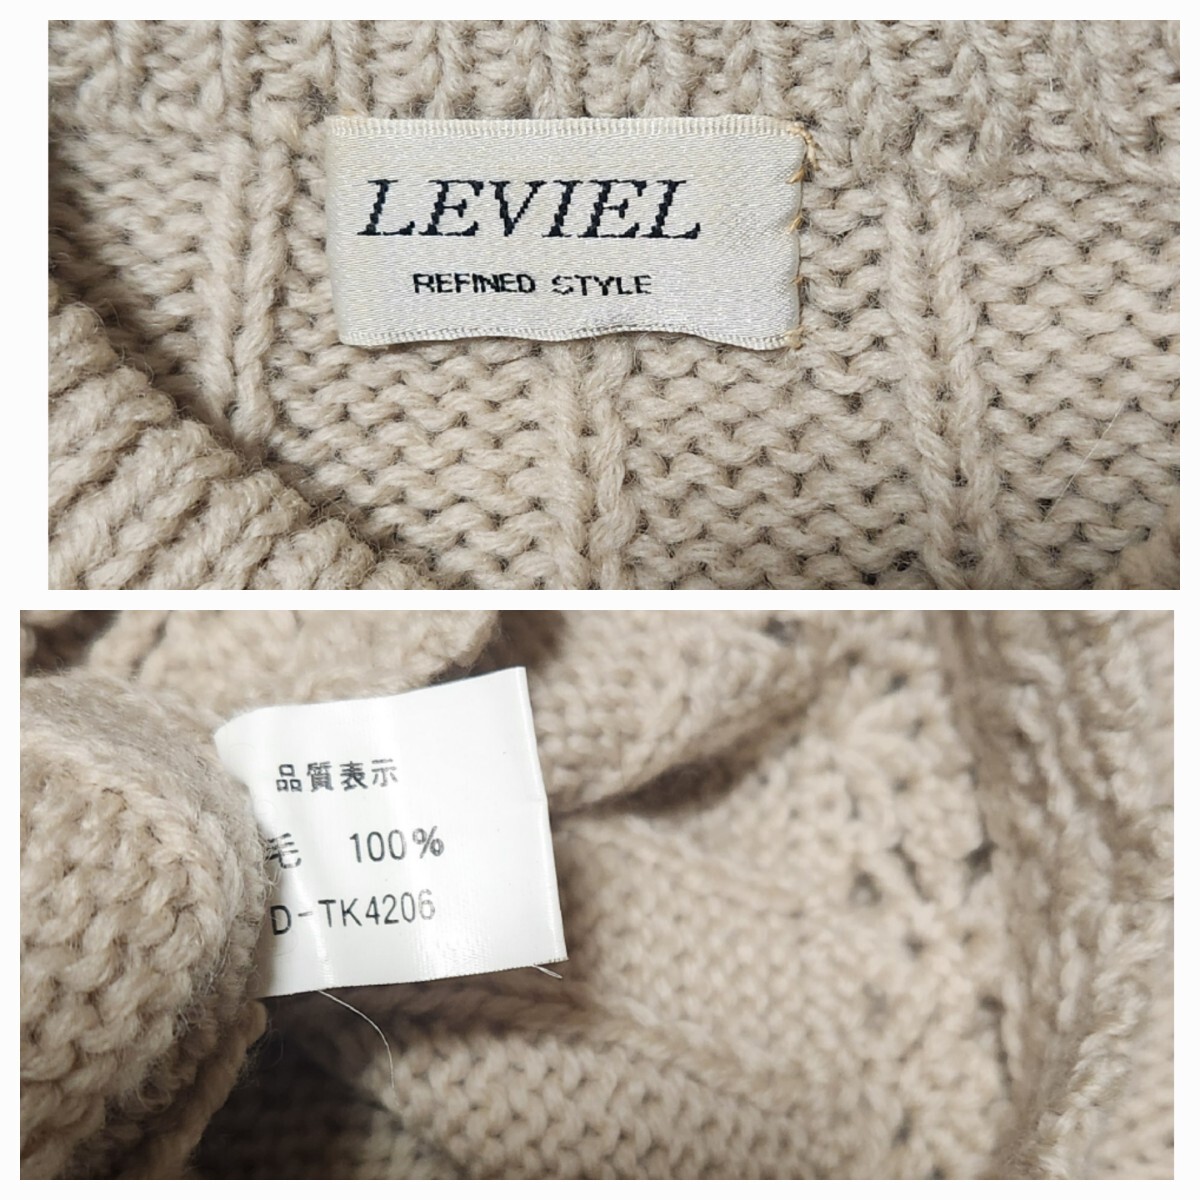 LEVIEL
REFINED STYLE
品質表示
毛 100%
D-TK4206